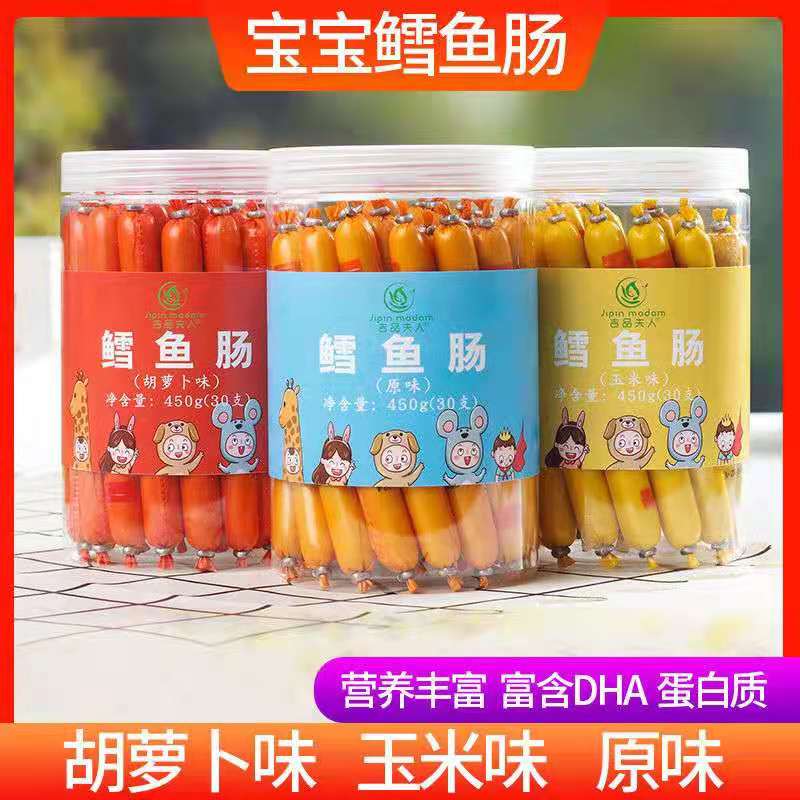 宝宝鳕鱼肠
Jipin madam
吉品夫人
鳕鱼肠
(胡萝卜味)
净含量：450g(30支)
Jipin madam
吉品夫人
鳕鱼肠
(原味)
净含量：450g(30支)
Jipin madam
吉品夫人
鳕鱼肠
(玉米味)
净含量：450g(30支)
营养丰富 富含DHA 蛋白质
胡萝卜味 玉米味 原味